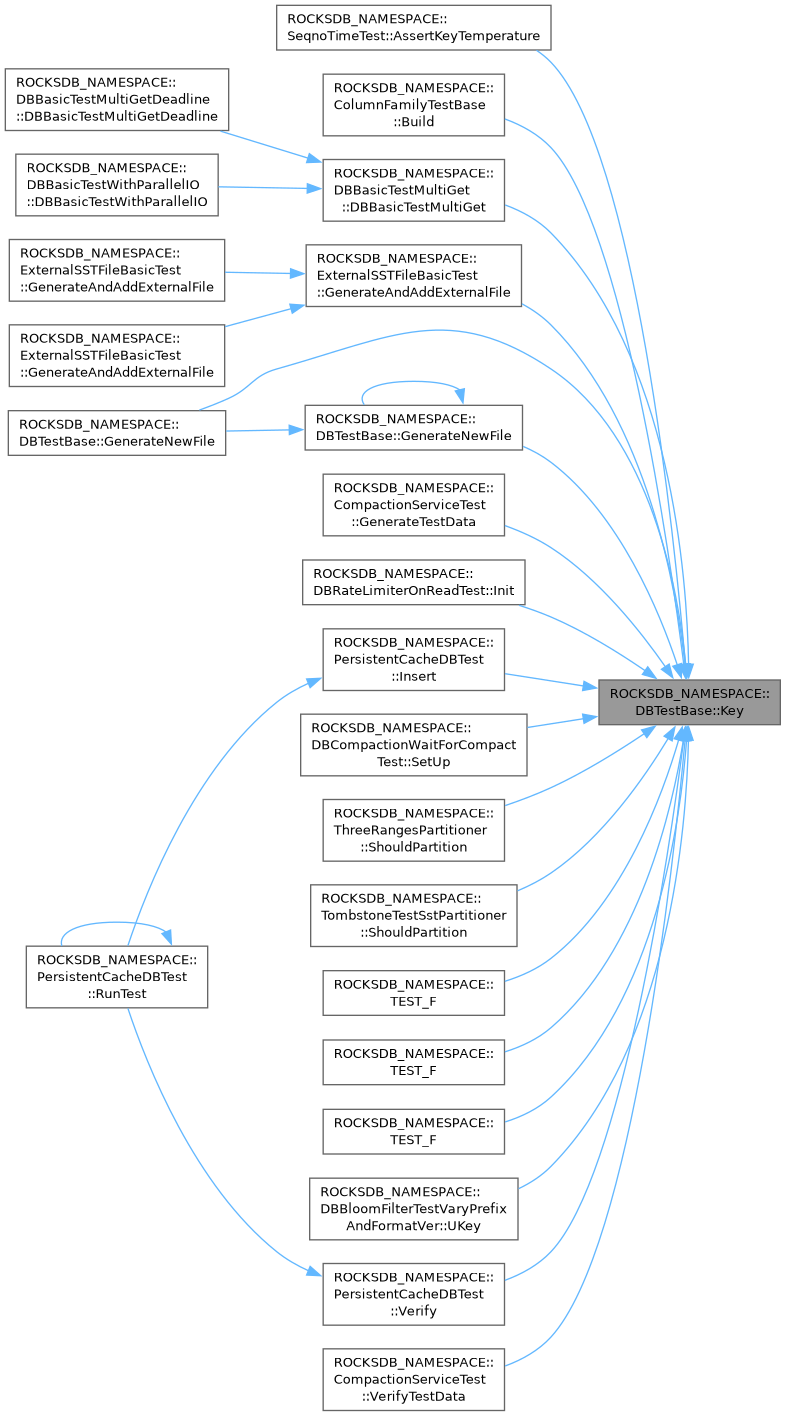 ROCKSDB_NAMESPACE::
SeqnoTimeTest::AssertKeyTemperature
ROCKSDB_NAMESPACE::
DBBasicTestMultiGetDeadline
::DBBasicTestMultiGetDeadline
ROCKSDB_NAMESPACE::
ColumnFamilyTestBase
::Build
ROCKSDB_NAMESPACE::
DBBasicTestWithParallelIO
::DBBasicTestWithParallelIO
ROCKSDB_NAMESPACE::
DBBasicTestMultiGet
::DBBasicTestMultiGet
ROCKSDB_NAMESPACE::
ExternalSSTFileBasicTest
::GenerateAndAddExternalFile
ROCKSDB_NAMESPACE::
ExternalSSTFileBasicTest
::GenerateAndAddExternalFile
ROCKSDB_NAMESPACE::
ExternalSSTFileBasicTest
::GenerateAndAddExternalFile
ROCKSDB_NAMESPACE::
DBTestBase::GenerateNewFile
ROCKSDB_NAMESPACE::
DBTestBase::GenerateNewFile
ROCKSDB_NAMESPACE::
CompactionServiceTest
::GenerateTestData
ROCKSDB_NAMESPACE::
DBRateLimiterOnReadTest::Init
ROCKSDB_NAMESPACE::
PersistentCacheDBTest
::Insert
ROCKSDB_NAMESPACE::
DBTestBase::Key
ROCKSDB_NAMESPACE::
DBCompactionWaitForCompact
Test::SetUp
ROCKSDB_NAMESPACE::
ThreeRangesPartitioner
::ShouldPartition
ROCKSDB_NAMESPACE::
TombstoneTestSstPartitioner
::ShouldPartition
ROCKSDB_NAMESPACE::
PersistentCacheDBTest
::RunTest
ROCKSDB_NAMESPACE::
TEST_F
ROCKSDB_NAMESPACE::
TEST_F
ROCKSDB_NAMESPACE::
TEST_F
ROCKSDB_NAMESPACE::
DBBloomFilterTestVaryPrefix
AndFormatVer::UKey
ROCKSDB_NAMESPACE::
PersistentCacheDBTest
::Verify
ROCKSDB_NAMESPACE::
CompactionServiceTest
::VerifyTestData